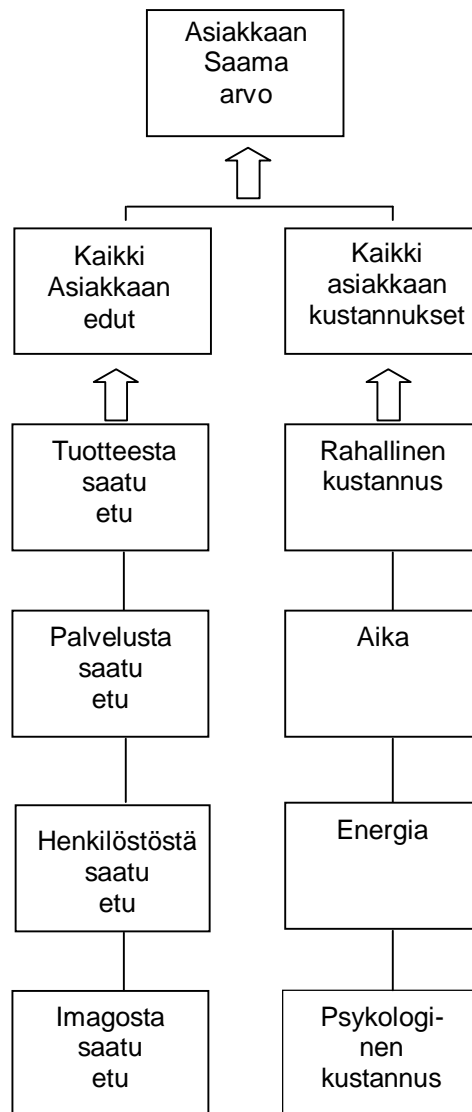 Asiakkaan
Saama
arvo
Kaikki
Asiakkaan
edut
Kaikki
asiakkaan
kustannukset
Tuotteesta
saatu
etu
Rahallinen
kustannus
Palvelusta
saatu
etu
Aika
Henkilöstöstä
saatu
etu
Energia
Imagosta
saatu
etu
Psykologi-
nen
kustannus